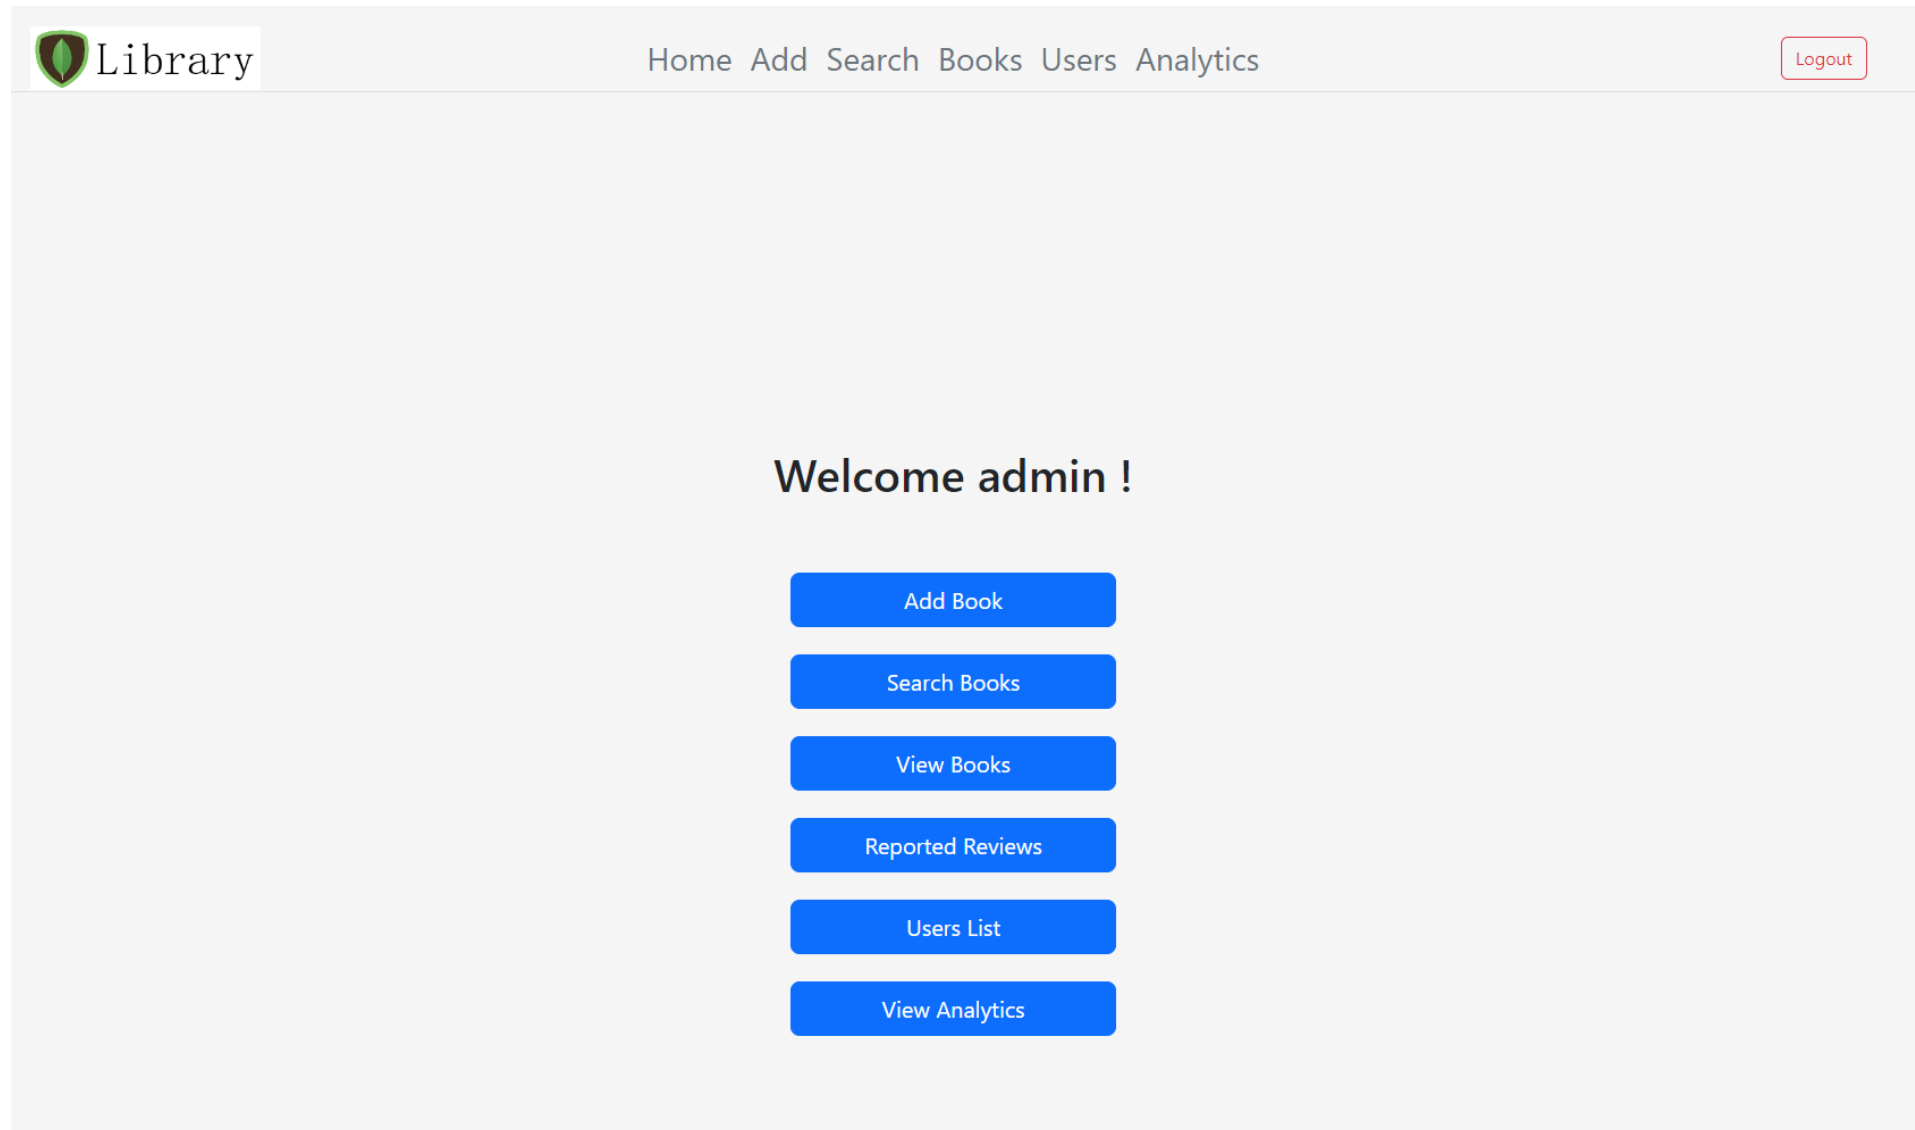 Library
Home Add Search Books Users Analytics
Logout
Welcome admin !
Add Book
Search Books
View Books
Reported Reviews
Users List
View Analytics